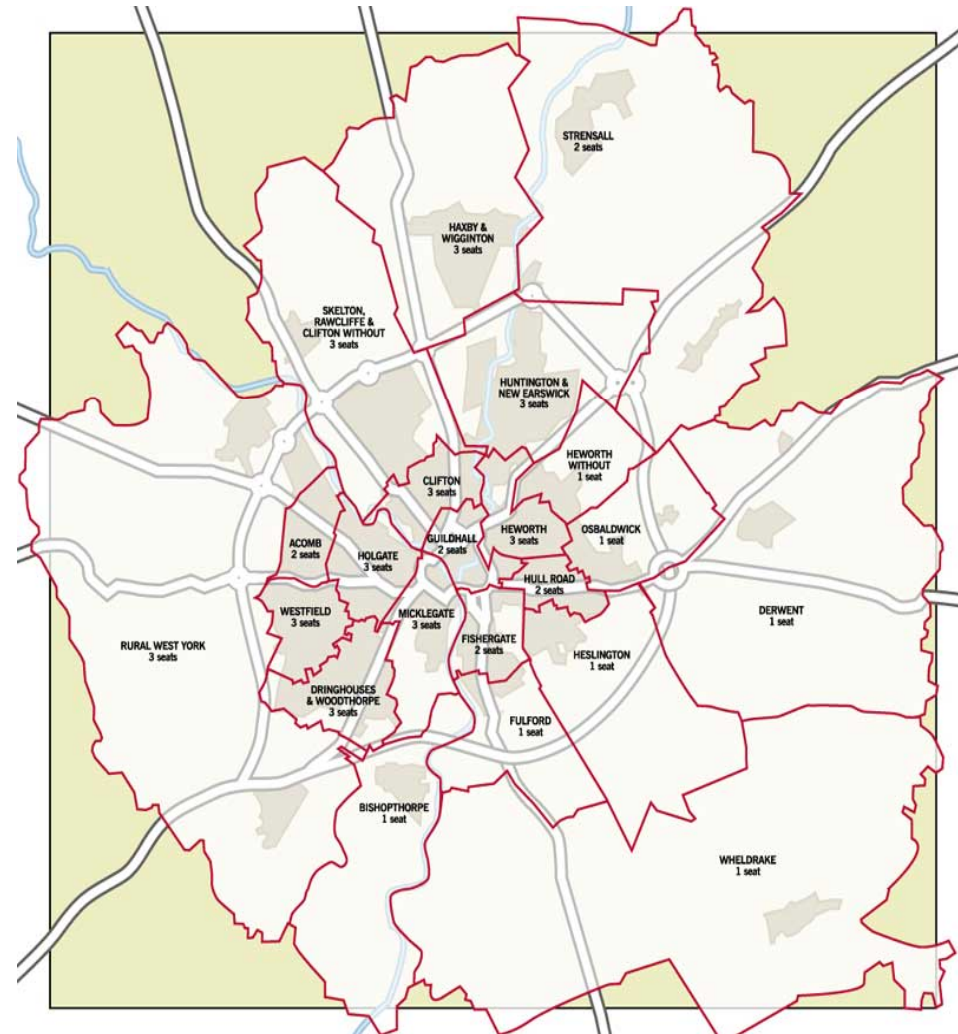 STRENSALL
2 seats
HAXBY &
WIGGINTON
3 seats
SKELTON,
RAWCLIFFE &
CLIFTON WITHOUT
3 seats
HUNTINGTON &
NEW EARSWICK
3 seats
HEWORTH
WITHOUT
1 seat
CLIFTON
3 seats
OSBALDWICK
1 seat
HEWORTH
3 seats
GUILDHALL
2 seats
ACOMB
2 seats
HOLGATE
3 seats
HULL ROAD
2 seats
WESTFIELD
3 seats
MICKLEGATE
3 seats
DERWENT
1 seat
RURAL WEST YORK
3 seats
FISHERGATE
2 seats
HESLINGTON
1 seat
DRINGHOUSES
& WOODTHORPE
3 seats
FULFORD
1 seat
BISHOPTHORPE
1 seat
WHELDRAKE
1 seat